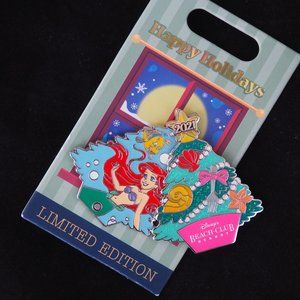 Happy Holidays
2021
Disney's
BEACH CLUB
RESORT
LIMITED EDITION